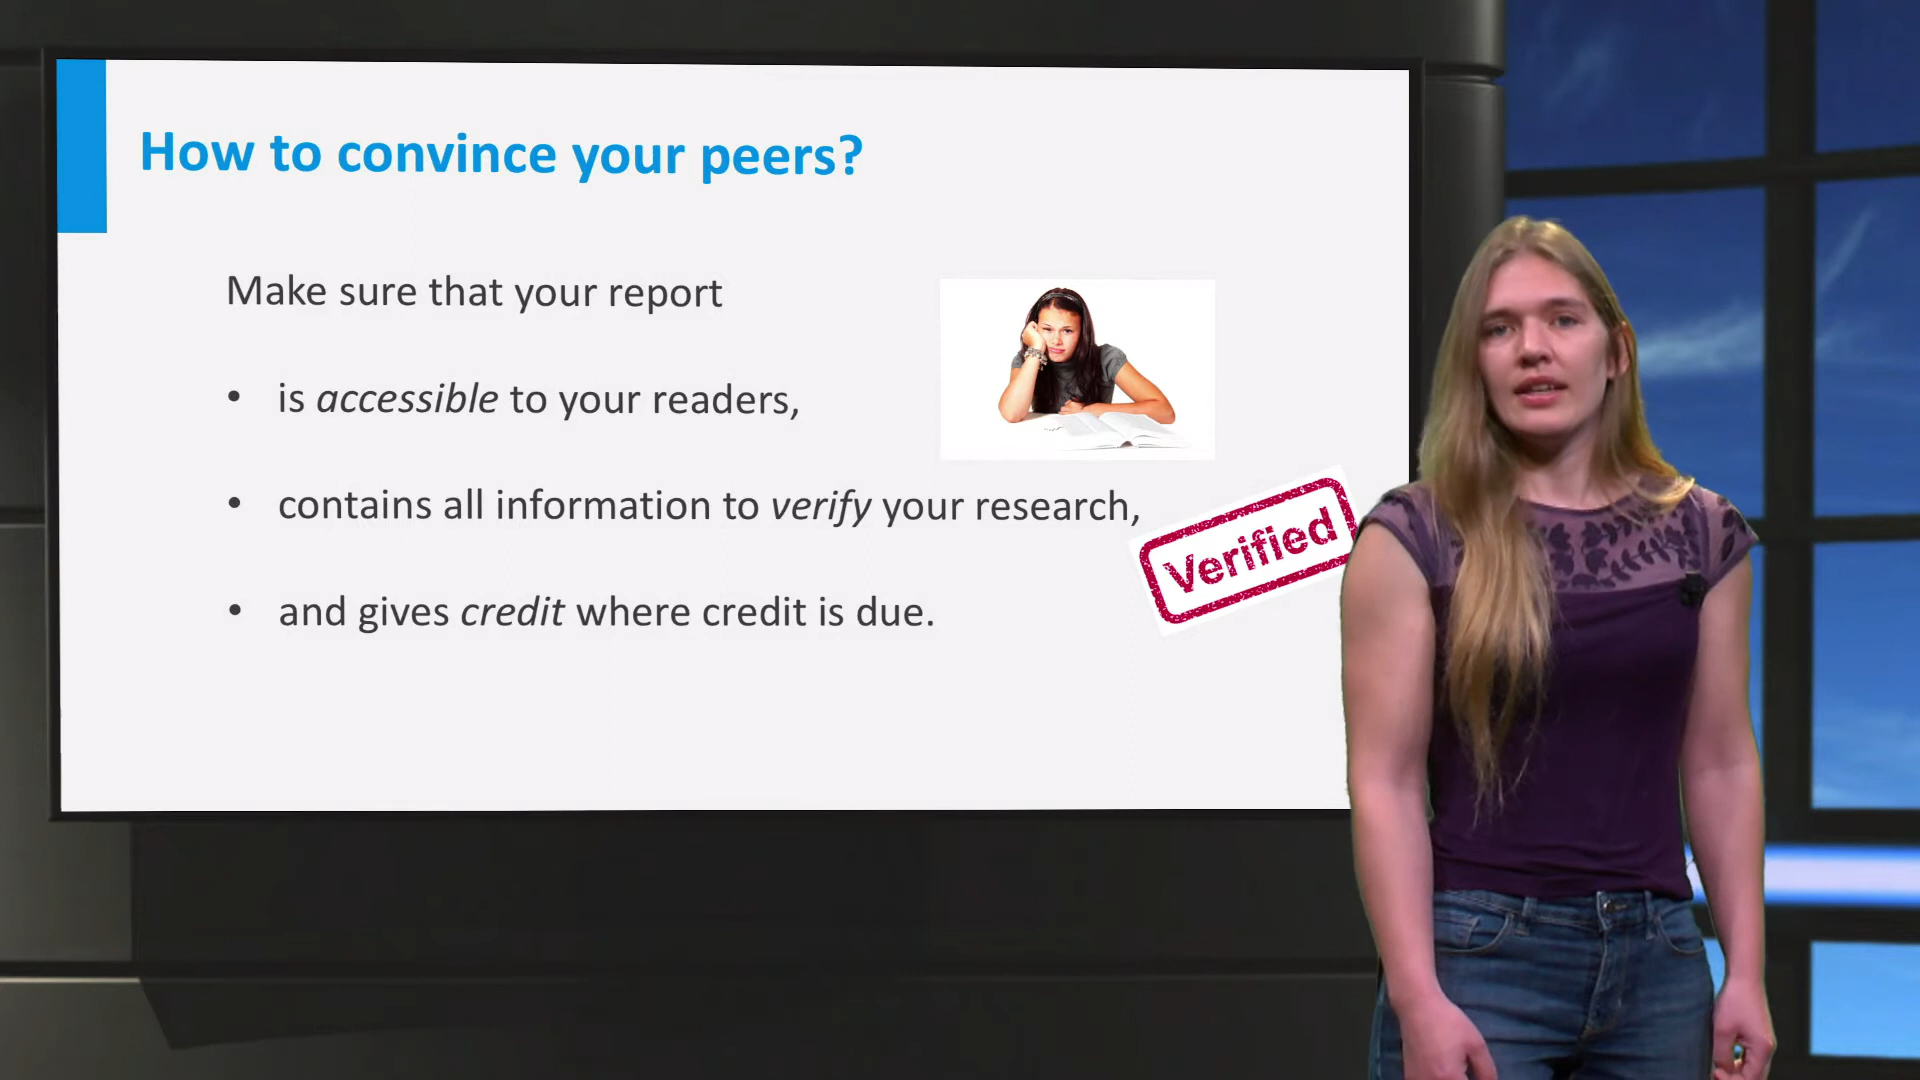 How to convince your peers?
Make sure that your report
• is accessible to your readers,
• contains all information to verify your research,
Verified
• and gives credit where credit is due.